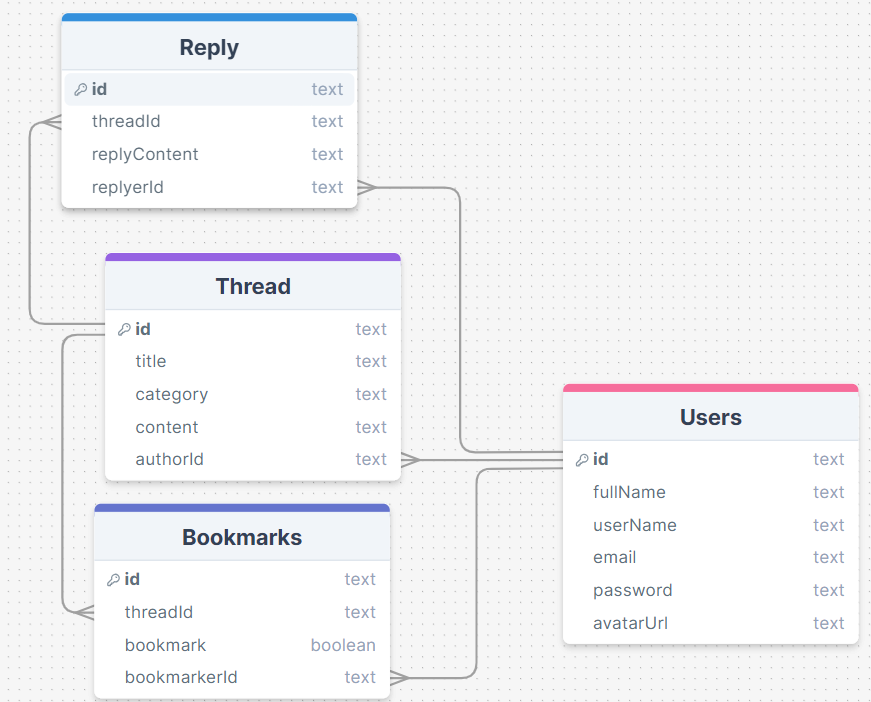 Reply
id text
threadId text
replyContent text
replyerId text
Thread
id text
title text
category text
content text
authorId text
Users
id text
fullName text
userName text
email text
password text
avatarUrl text
Bookmarks
id text
threadId text
bookmark boolean
bookmarkerId text